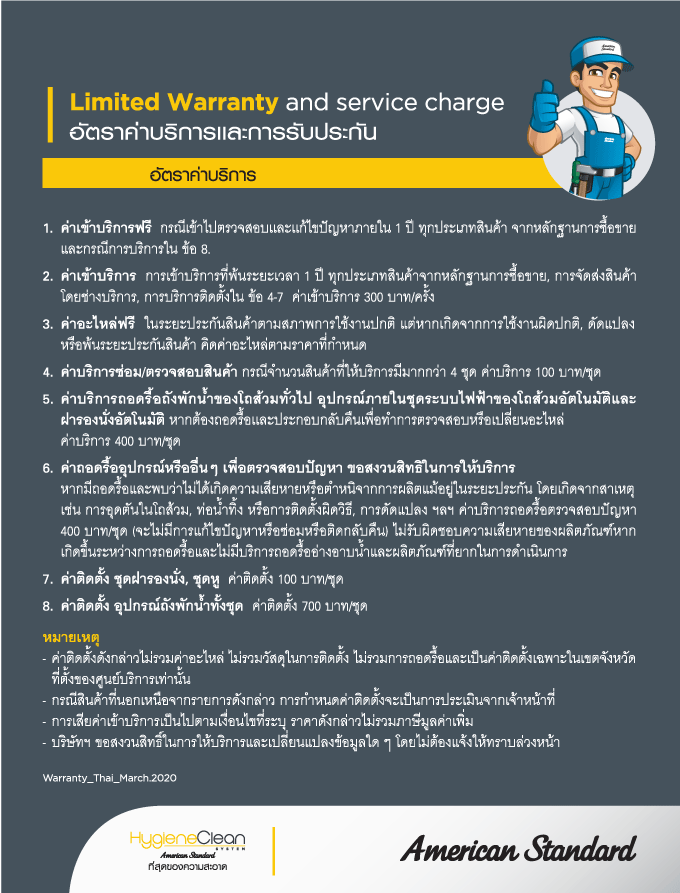 American Standard
Limited Warranty and service charge
อัตราค่าบริการและการรับประกัน
อัตราค่าบริการ
1. ค่าเข้าบริการฟรี กรณีเข้าไปตรวจสอบและแก้ไขปัญหาภายใน 1 ปี ทุกประเภทสินค้า จากหลักฐานการซื้อขาย
และกรณีการบริการใน ข้อ 8.
2. ค่าเข้าบริการ การเข้าบริการที่พ้นระยะเวลา 1 ปี ทุกประเภทสินค้าจากหลักฐานการซื้อขาย, การจัดส่งสินค้า
โดยช่างบริการ, การบริการติดตั้งใน ข้อ 4-7 ค่าเข้าบริการ 300 บาท/ครั้ง
3. ค่าอะไหล่ฟรี ในระยะประกันสินค้าตามสภาพการใช้งานปกติ แต่หากเกิดจากการใช้งานผิดปกติ, ดัดแปลง
หรือพ้นระยะประกันสินค้า คิดค่าอะไหล่ตามราคาที่กำหนด
4. ค่าบริการซ่อม/ตรวจสอบสินค้า กรณีจำนวนสินค้าที่ให้บริการมีมากกว่า 4 ชุด ค่าบริการ 100 บาท/ชุด
5. ค่าบริการถอดรื้อถังพักน้ำของโถส้วมทั่วไป อุปกรณ์ภายในชุดระบบไฟฟ้าของโถส้วมอัตโนมัติและ
ฝารองนั่งอัตโนมัติ หากต้องถอดรื้อและประกอบกลับคืนเพื่อทำการตรวจสอบหรือเปลี่ยนอะไหล่
ค่าบริการ 400 บาท/ชุด
6. ค่าถอดรื้ออุปกรณ์หรืออื่นๆ เพื่อตรวจสอบปัญหา ขอสงวนสิทธิในการให้บริการ
หากมีถอดรื้อและพบว่าไม่ได้เกิดความเสียหายหรือตำหนิจากการผลิตแม้อยู่ในระยะประกัน โดยเกิดจากสาเหตุ
เช่น การอุดตันในโถส้วม, ท่อน้ำทิ้ง หรือการติดตั้งผิดวิธี, การดัดแปลง ฯลฯ ค่าบริการถอดรื้อตรวจสอบปัญหา
400 บาท/ชุด (จะไม่มีการแก้ไขปัญหาหรือซ่อมหรือติดกลับคืน) ไม่รับผิดชอบความเสียหายของผลิตภัณฑ์หาก
เกิดขึ้นระหว่างการถอดรื้อและไม่มีบริการถอดรื้ออ่างอาบน้ำและผลิตภัณฑ์ที่ยากในการดำเนินการ
7. ค่าติดตั้ง ชุดฝารองนั่ง, ชุดหู ค่าติดตั้ง 100 บาท/ชุด
8. ค่าติดตั้ง อุปกรณ์ถังพักน้ำทั้งชุด ค่าติดตั้ง 700 บาท/ชุด
หมายเหตุ
- ค่าติดตั้งดังกล่าวไม่รวมค่าอะไหล่ ไม่รวมวัสดุในการติดตั้ง ไม่รวมการถอดรื้อและเป็นค่าติดตั้งเฉพาะในเขตจังหวัด
ที่ตั้งของศูนย์บริการเท่านั้น
- กรณีสินค้าที่นอกเหนือจากรายการดังกล่าว การกำหนดค่าติดตั้งจะเป็นการประเมินจากเจ้าหน้าที่
- การเสียค่าเข้าบริการเป็นไปตามเงื่อนไขที่ระบุ ราคาดังกล่าวไม่รวมภาษีมูลค่าเพิ่ม
- บริษัทฯ ขอสงวนสิทธิ์ในการให้บริการและเปลี่ยนแปลงข้อมูลใด ๆ โดยไม่ต้องแจ้งให้ทราบล่วงหน้า
Warranty_Thai_March.2020
HygieneClean
SYSTEM
American Standard
ที่สุดของความสะอาด
American Standard